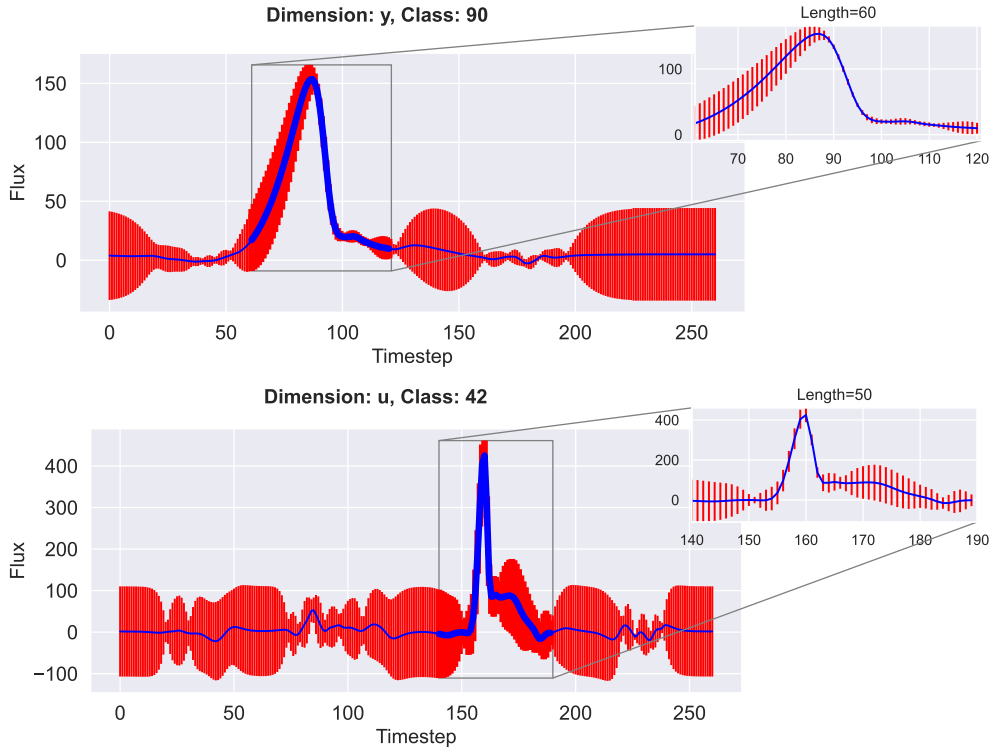 Dimension: y, Class: 90
Length=60
150
100
50
0
Flux
0 50 100 150 200 250
Timestep
100
0
70 80 90 100 110 120
Dimension: u, Class: 42
Length=50
400
300
200
100
0
−100
Flux
0 50 100 150 200 250
Timestep
400
200
0
140 150 160 170 180 190